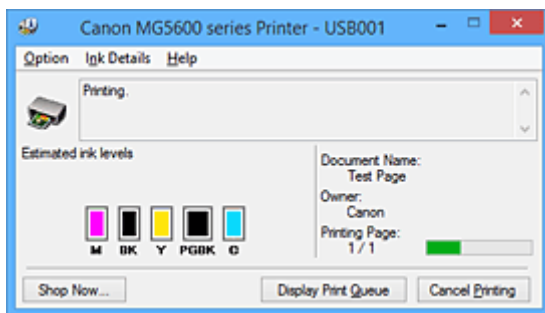 Canon MG5600 series Printer - USB001
Option Ink Details Help
Printing.
Estimated ink levels
Document Name:
Test Page
Owner:
Canon
Printing Page:
1 / 1
M BK Y PGBK C
Shop Now... Display Print Queue Cancel Printing